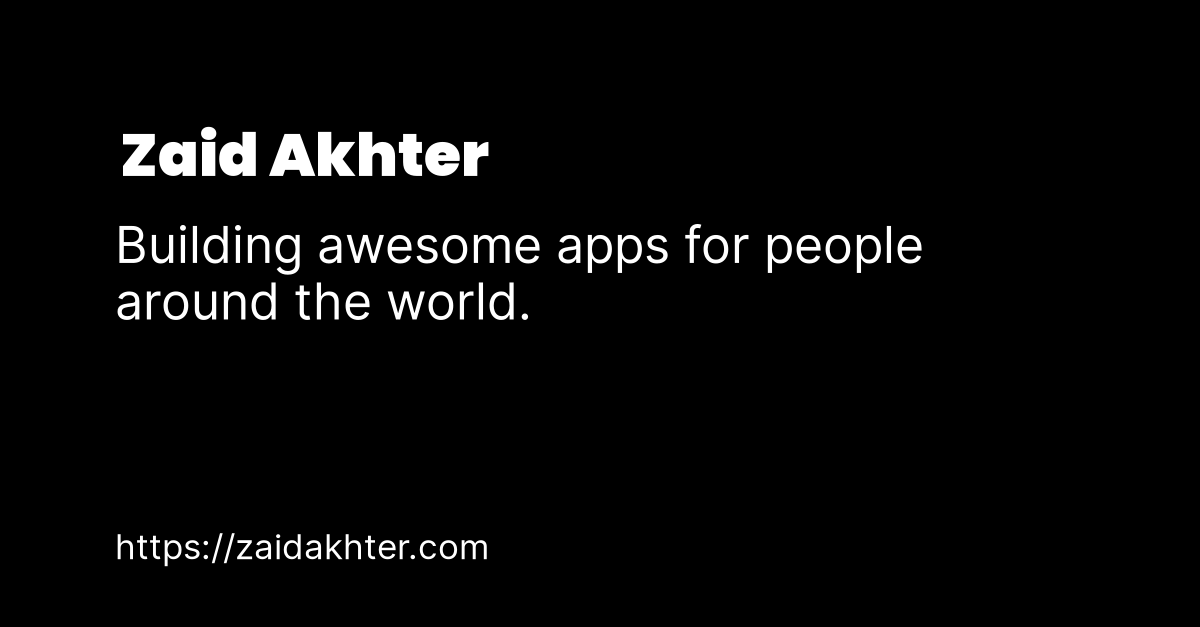 Zaid Akhter
Building awesome apps for people
around the world.
https://zaidakhter.com